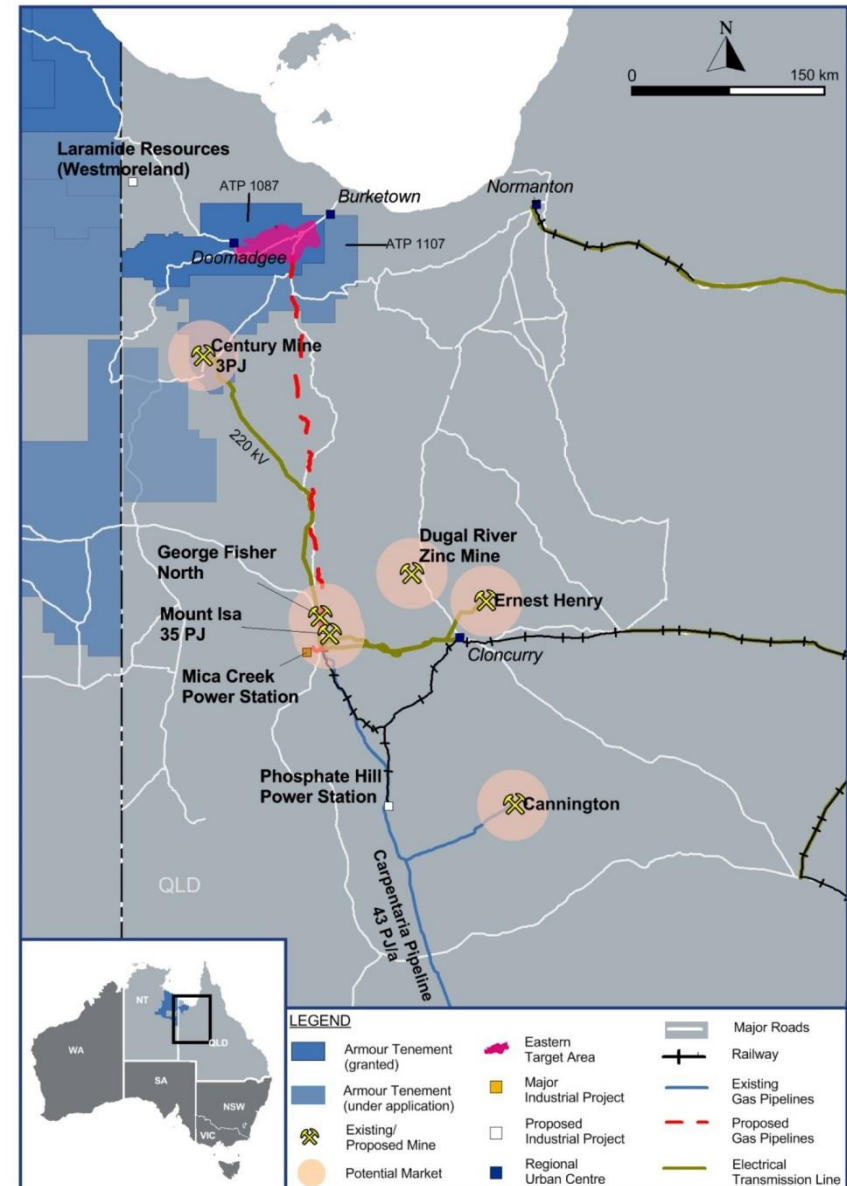 N
0
150 km
Laramide Resources
(Westmoreland)
ATP 1087
Burketown
Normanton
Doomadgee
ATP 1107
Century Mine
3PJ
220 kV
George Fisher
North
Dugal River
Zinc Mine
Ernest Henry
Mount Isa
35 PJ
Cloncurry
Mica Creek
Power Station
Phosphate Hill
Power Station
Cannington
Carpentaria Pipeline
43 PJ/a
QLD
NT
QLD
WA
SA
NSW
VIC
LEGEND
Armour Tenement
(granted)
Armour Tenement
(under application)
Existing/
Proposed Mine
Potential Market
Eastern
Target Area
Major
Industrial Project
Proposed
Industrial Project
Regional
Urban Centre
Major Roads
Railway
Existing
Gas Pipelines
Proposed
Gas Pipelines
Electrical
Transmission Line